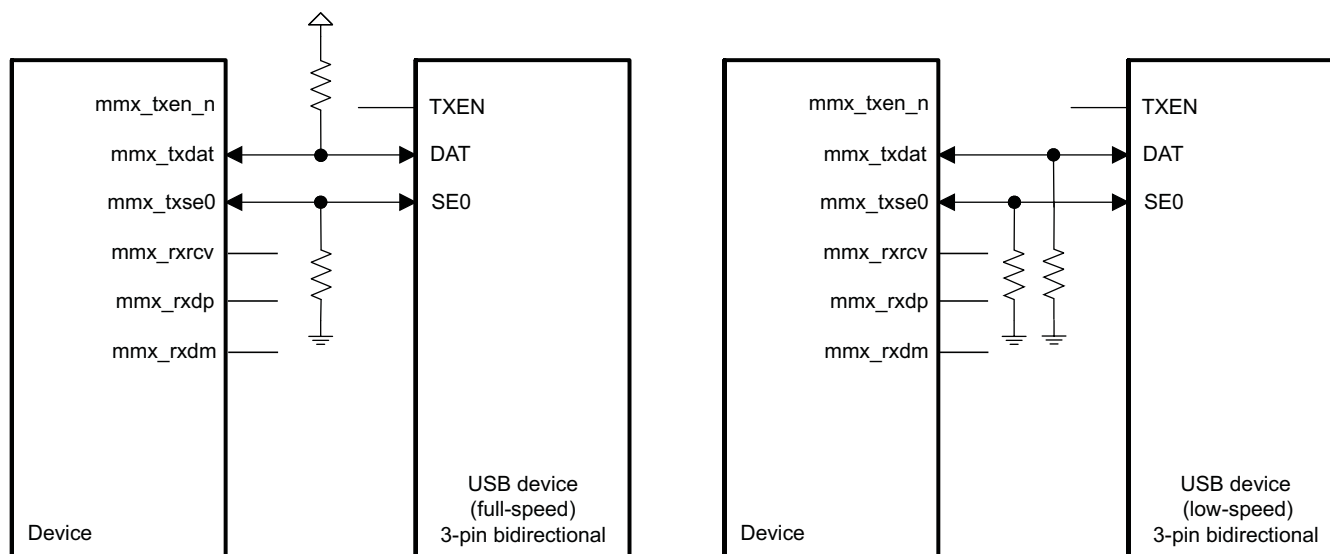 mmx_txen_n
mmx_txdat
mmx_txse0
mmx_rxrcv
mmx_rxdp
mmx_rxdm
Device
TXEN
DAT
SE0
USB device
(full-speed)
3-pin bidirectional
mmx_txen_n
mmx_txdat
mmx_txse0
mmx_rxrcv
mmx_rxdp
mmx_rxdm
Device
TXEN
DAT
SE0
USB device
(low-speed)
3-pin bidirectional